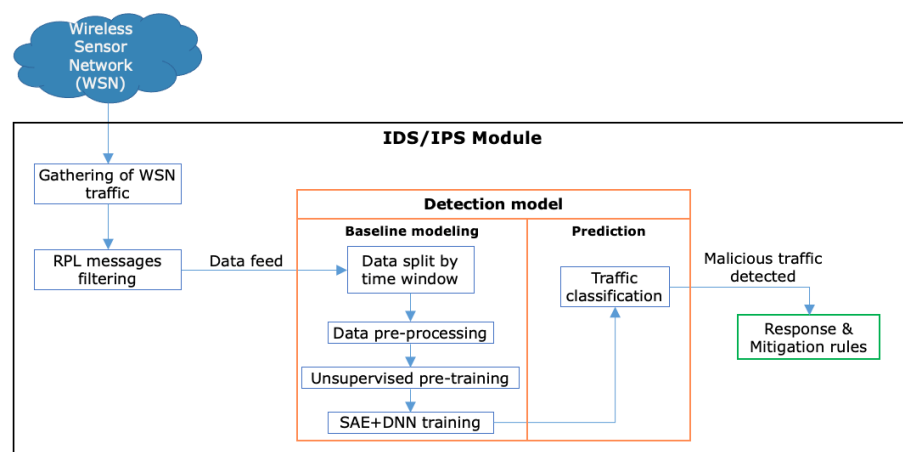 Wireless
Sensor
Network
(WSN)
IDS/IPS Module
Gathering of WSN
traffic
RPL messages
filtering
Data feed
Detection model
Baseline modeling
Data split by
time window
Data pre-processing
Unsupervised pre-training
SAE+DNN training
Prediction
Traffic
classification
Malicious traffic
detected
Response &
Mitigation rules